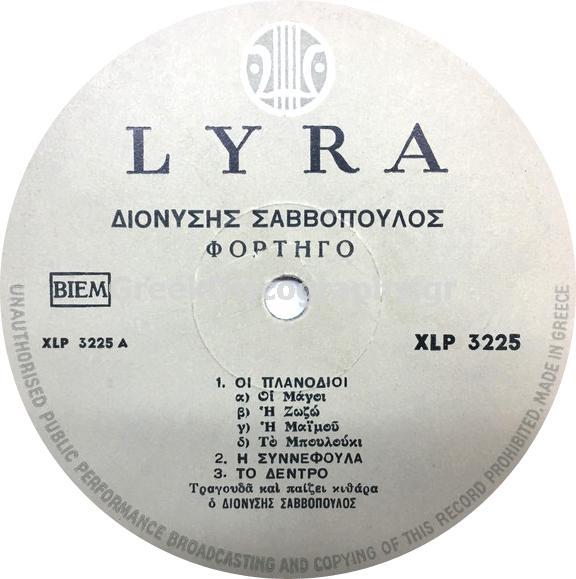 LYRA
ΔΙΟΝΥΣΗΣ ΣΑΒΒΟΠΟΥΛΟΣ
ΦΟΡΤΗΓΟ
BIEM
XLP 3225 A
XLP 3225
1. ΟΙ ΠΛΑΝΟΔΙΟΙ
α) Οἱ Μάγοι
β) Ἡ Ζωζώ
γ) Ἡ Μαϊμοῦ
δ) Τὸ Μπουλούκι
2. Η ΣΥΝΝΕΦΟΥΛΑ
3. ΤΟ ΔΕΝΤΡΟ
Τραγουδᾶ καὶ παίζει κιθάρα
ὁ ΔΙΟΝΥΣΗΣ ΣΑΒΒΟΠΟΥΛΟΣ
UNAUTHORISED PUBLIC PERFORMANCE BROADCASTING AND COPYING OF THIS RECORD PROHIBITED. MADE IN GREECE